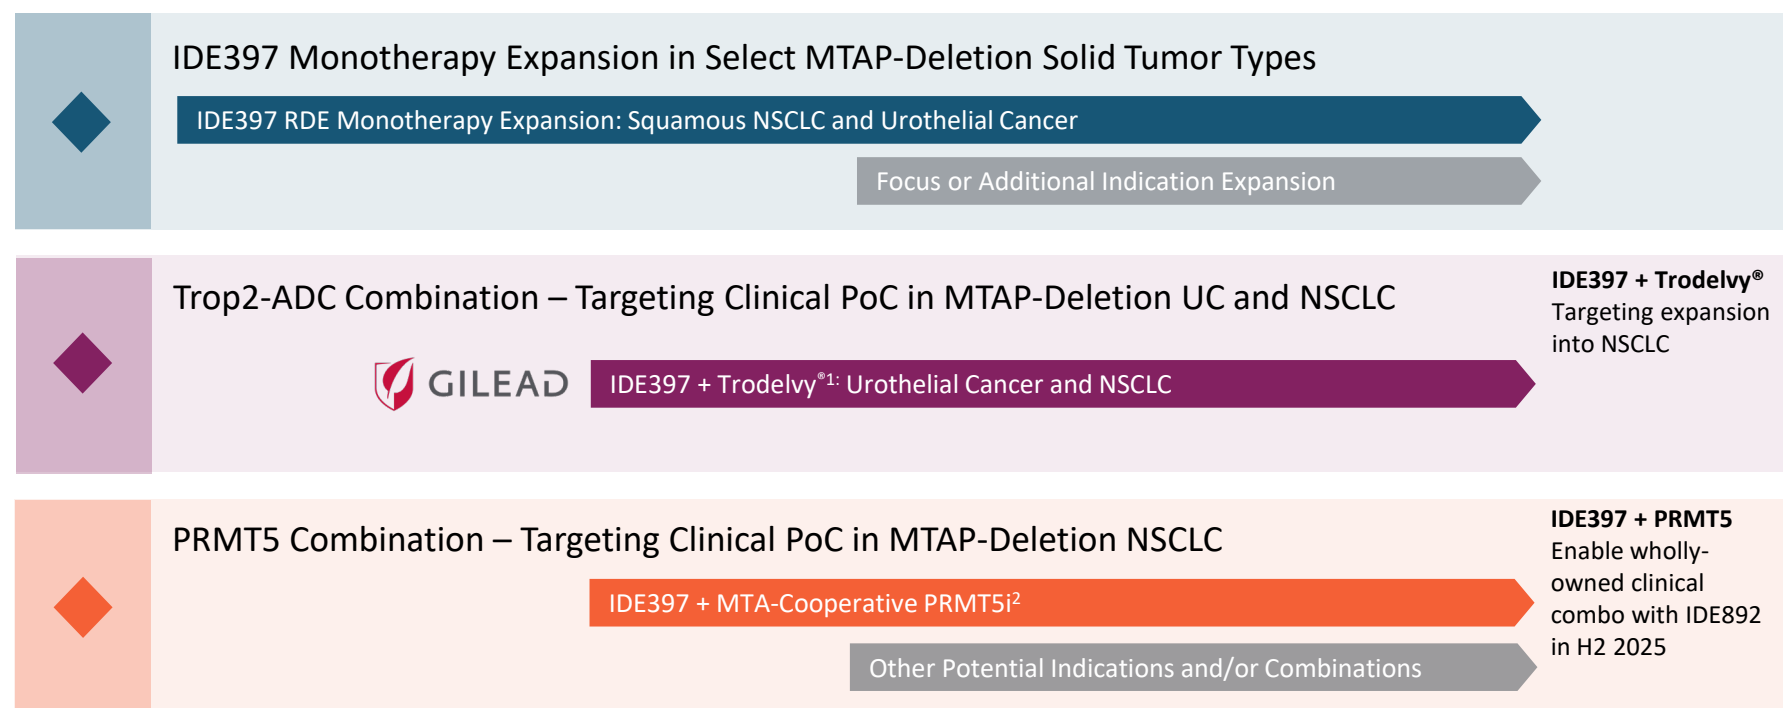 IDE397 Monotherapy Expansion in Select MTAP-Deletion Solid Tumor Types
IDE397 RDE Monotherapy Expansion: Squamous NSCLC and Urothelial Cancer
Focus or Additional Indication Expansion
Trop2-ADC Combination – Targeting Clinical PoC in MTAP-Deletion UC and NSCLC
GILEAD
IDE397 + Trodelvy®1: Urothelial Cancer and NSCLC
IDE397 + Trodelvy®
Targeting expansion
into NSCLC
PRMT5 Combination – Targeting Clinical PoC in MTAP-Deletion NSCLC
IDE397 + MTA-Cooperative PRMT5i2
Other Potential Indications and/or Combinations
IDE397 + PRMT5
Enable wholly-
owned clinical
combo with IDE892
in H2 2025